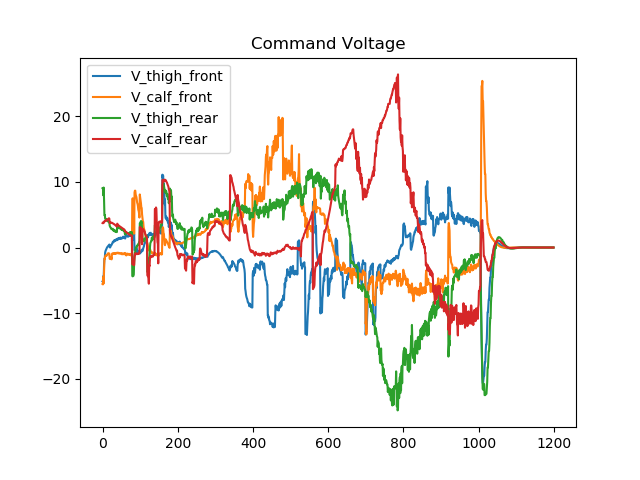 Command Voltage
V_thigh_front
V_calf_front
V_thigh_rear
V_calf_rear
20
10
0
−10
−20
0 200 400 600 800 1000 1200